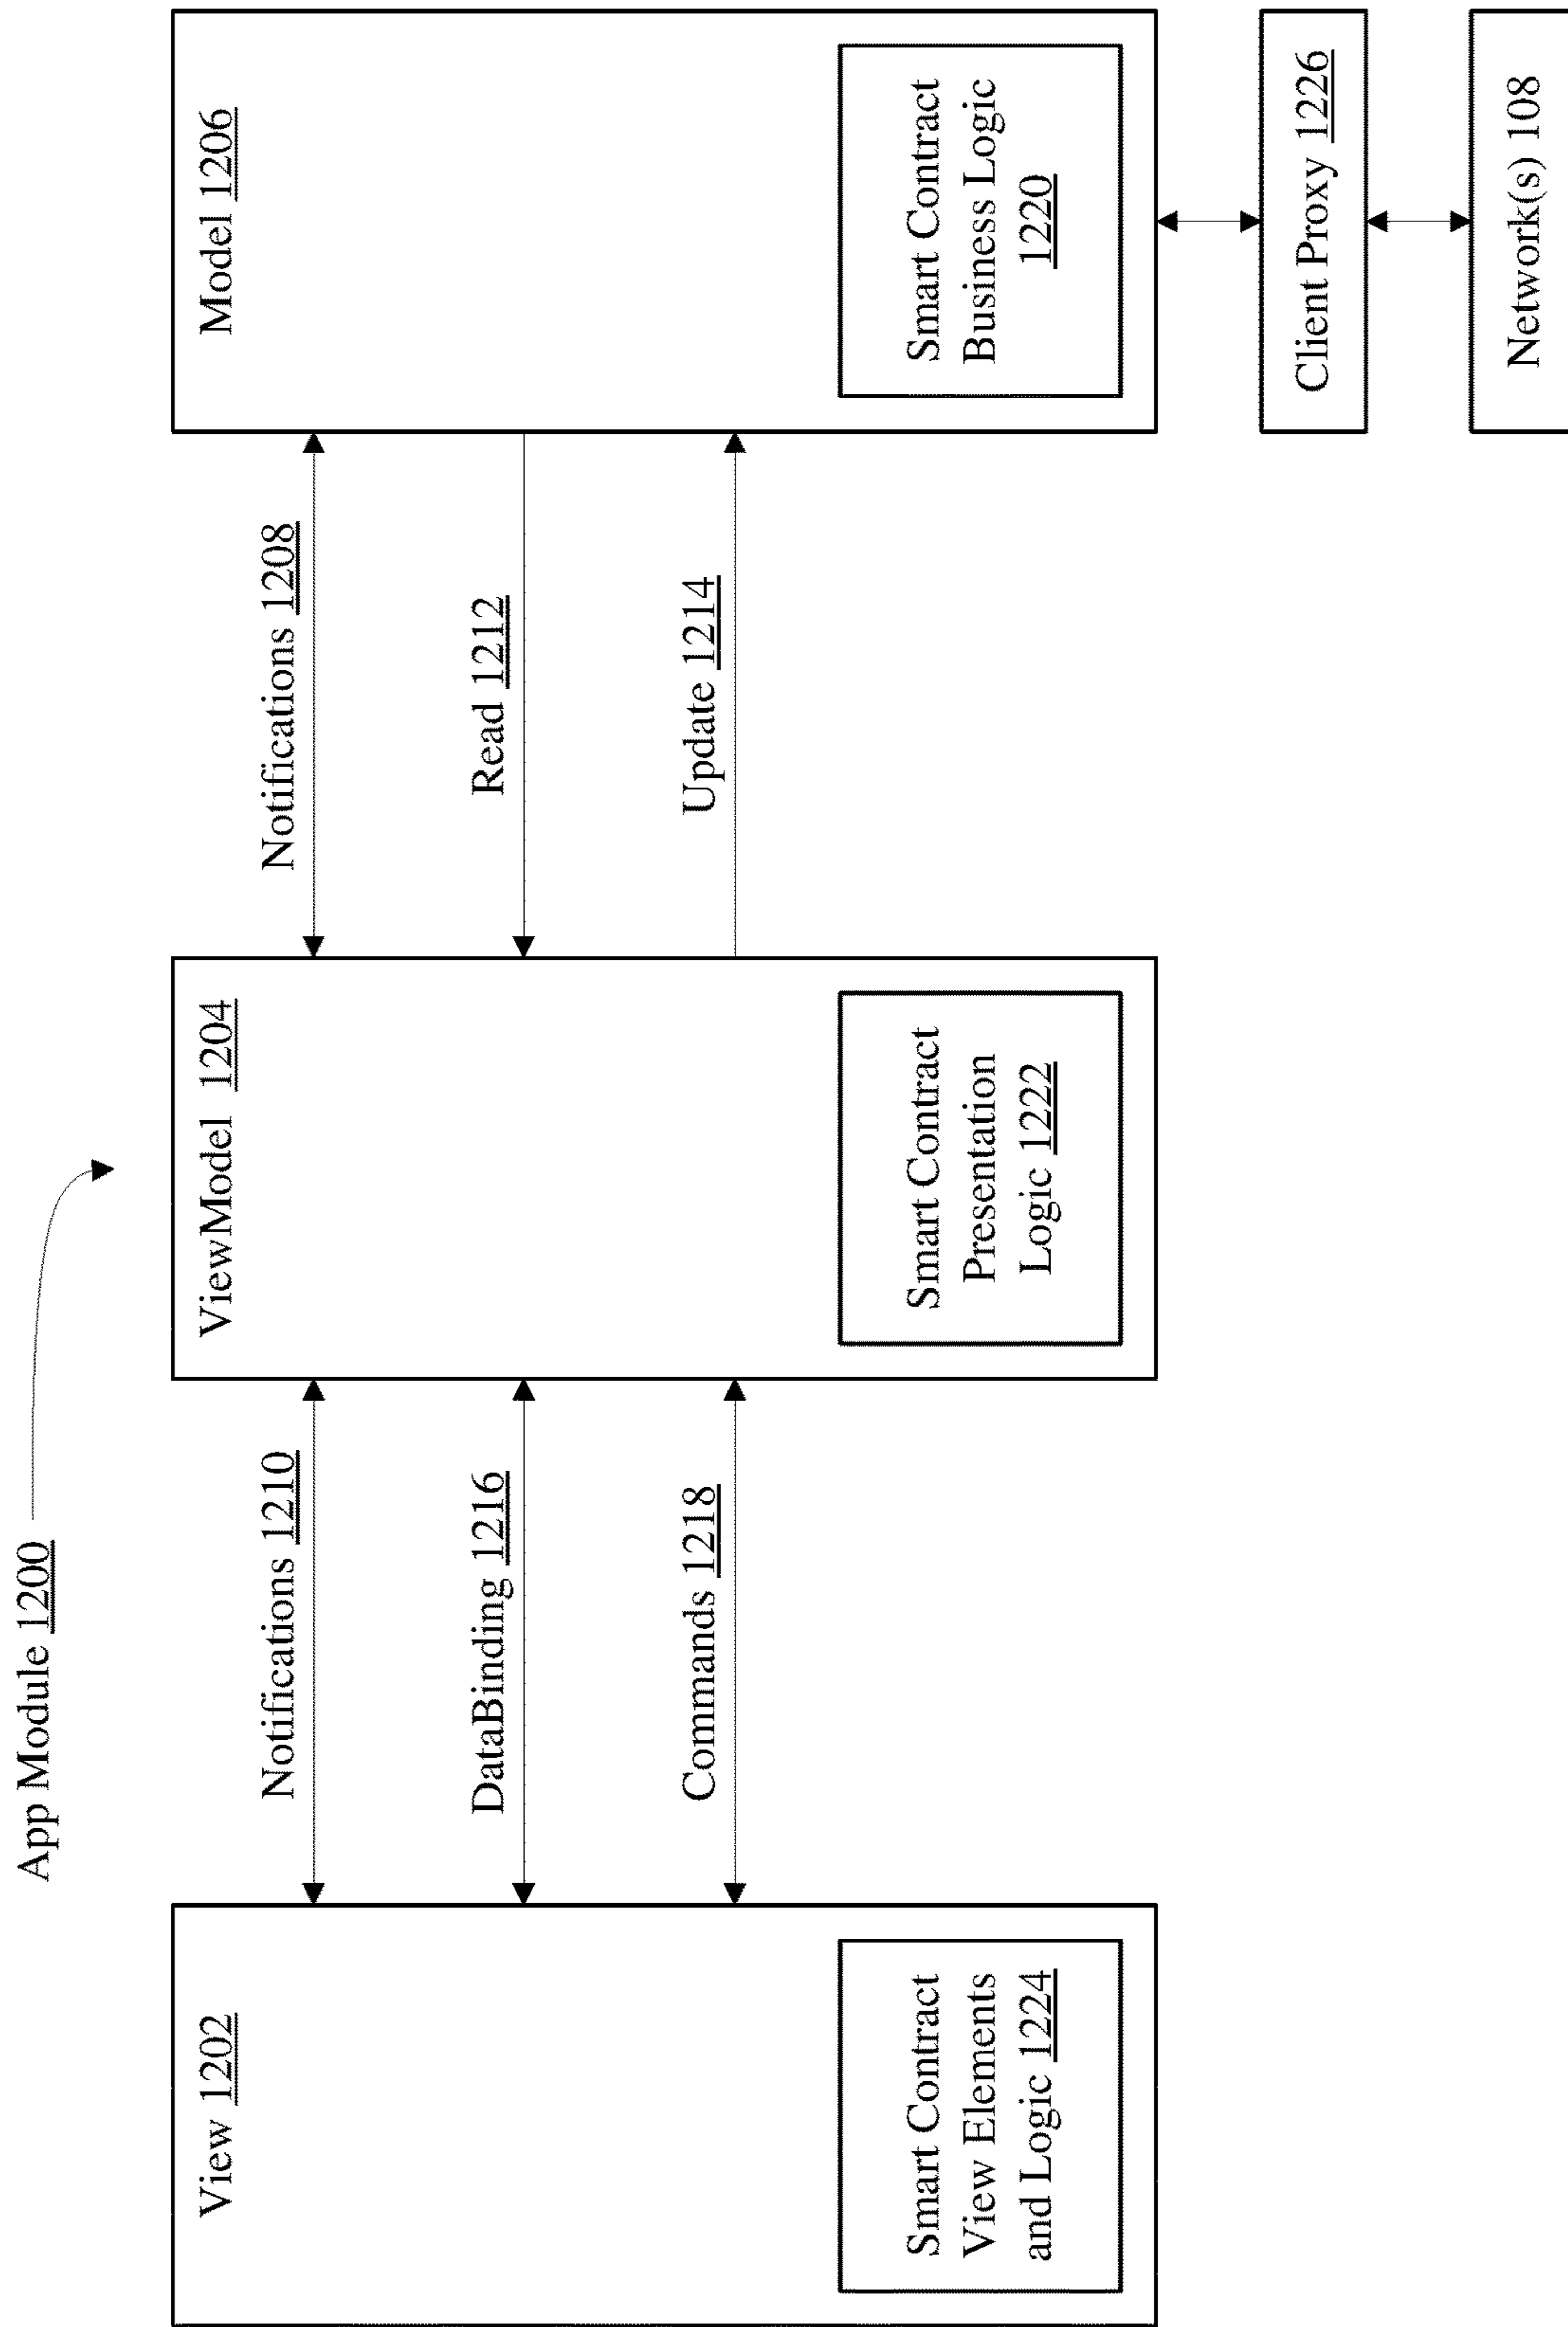 App Module 1200
View 1202
Smart Contract
View Elements
and Logic 1224
Notifications 1210
DataBinding 1216
Commands 1218
ViewModel 1204
Smart Contract
Presentation
Logic 1222
Notifications 1208
Read 1212
Update 1214
Model 1206
Smart Contract
Business Logic
1220
Client Proxy 1226
Network(s) 108